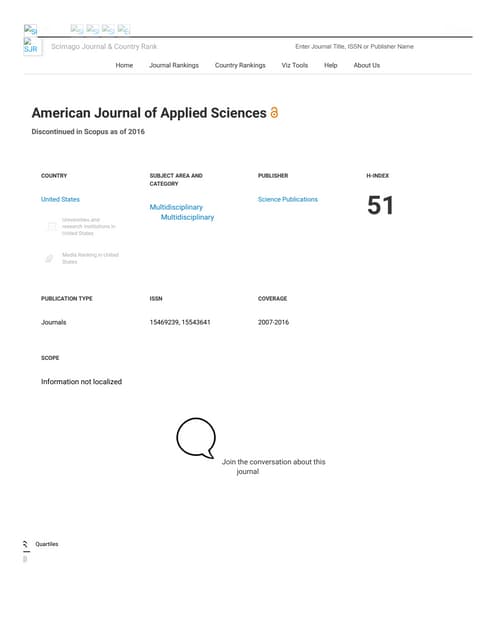 SJR
Scimago Journal & Country Rank
Enter Journal Title, ISSN or Publisher Name
Home Journal Rankings Country Rankings Viz Tools Help About Us
American Journal of Applied Sciences
Discontinued in Scopus as of 2016
COUNTRY
United States
Universities and
research institutions in
United States
Media Ranking in United
States
SUBJECT AREA AND
CATEGORY
Multidisciplinary
Multidisciplinary
PUBLISHER
Science Publications
H-INDEX
51
PUBLICATION TYPE
Journals
ISSN
15469239, 15543641
COVERAGE
2007-2016
SCOPE
Information not localized
Join the conversation about this
journal
Quartiles